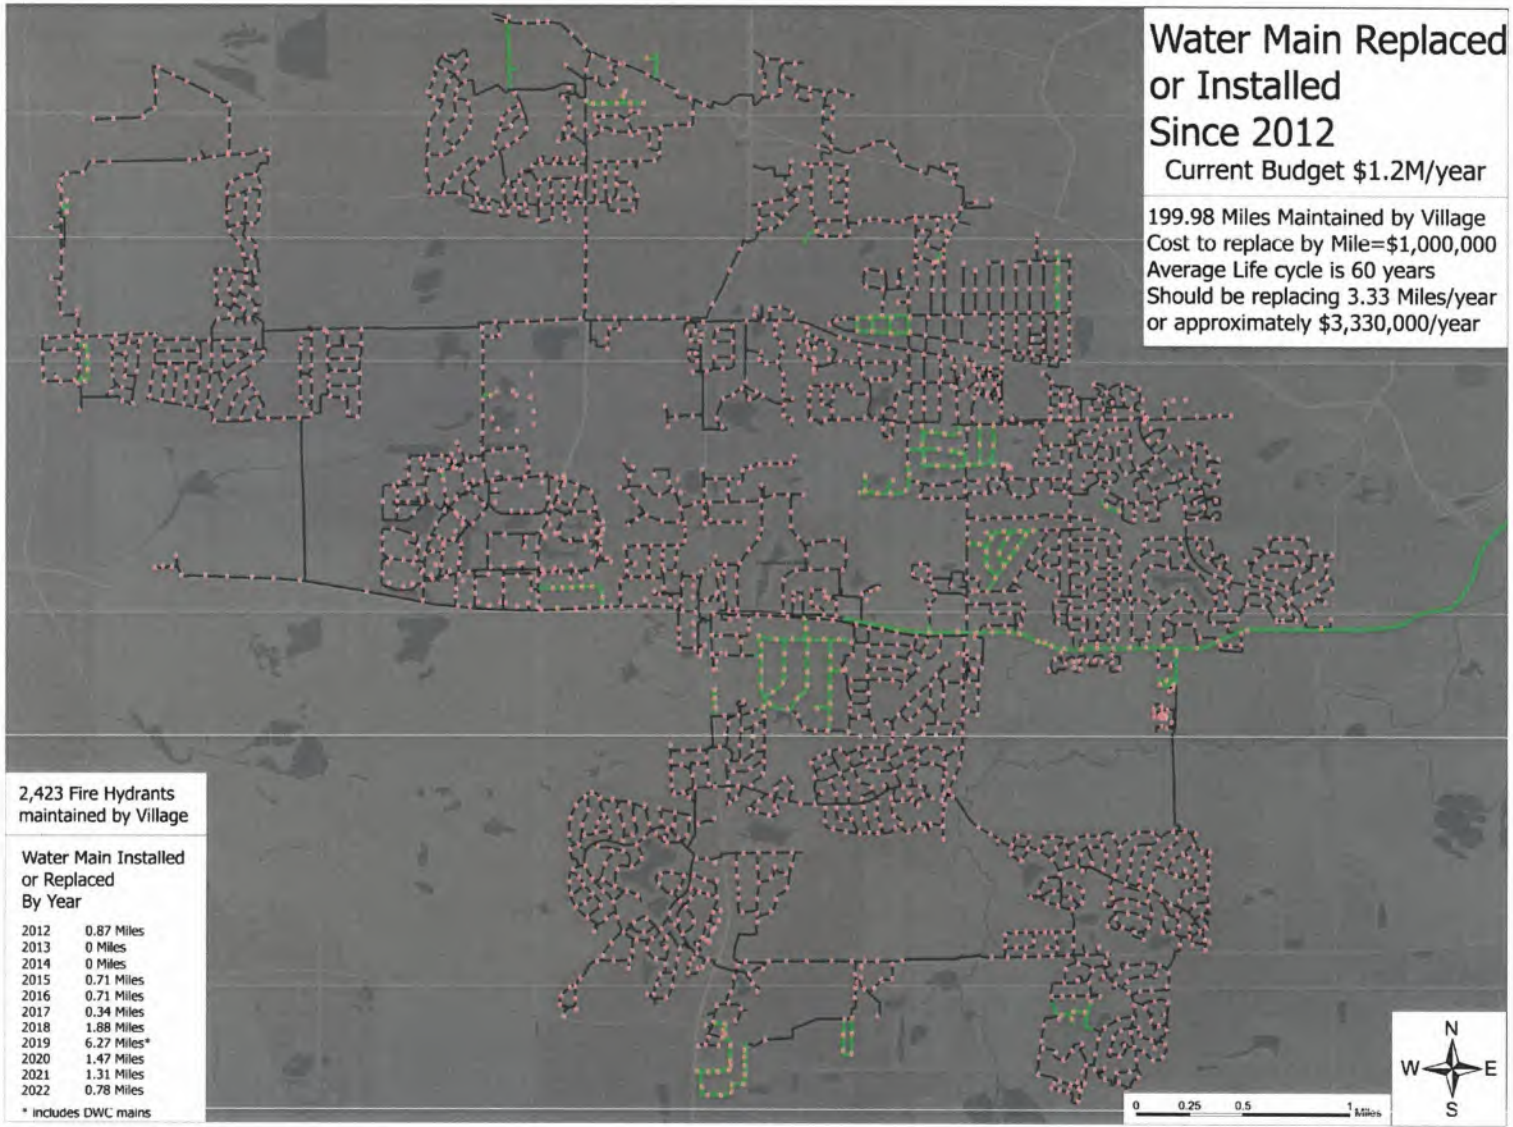 Water Main Replaced
or Installed
Since 2012
Current Budget $1.2M/year
199.98 Miles Maintained by Village
Cost to replace by Mile=$1,000,000
Average Life cycle is 60 years
Should be replacing 3.33 Miles/year
or approximately $3,330,000/year
2,423 Fire Hydrants
maintained by Village
Water Main Installed
or Replaced
By Year
2012 0.87 Miles
2013 0 Miles
2014 0 Miles
2015 0.71 Miles
2016 0.71 Miles
2017 0.34 Miles
2018 1.88 Miles
2019 6.27 Miles*
2020 1.47 Miles
2021 1.31 Miles
2022 0.78 Miles
* includes DWC mains
N
W E
S
0 0.25 0.5 1 Miles